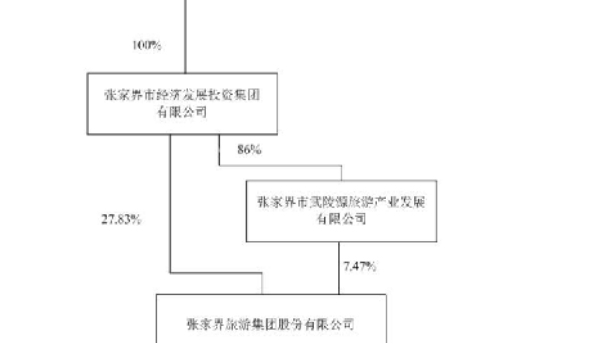 100%
张家界市经济发展投资集团
有限公司
86%
张家界市武陵源旅游产业发展
有限公司
27.83%
7.47%
张家界旅游集团股份有限公司